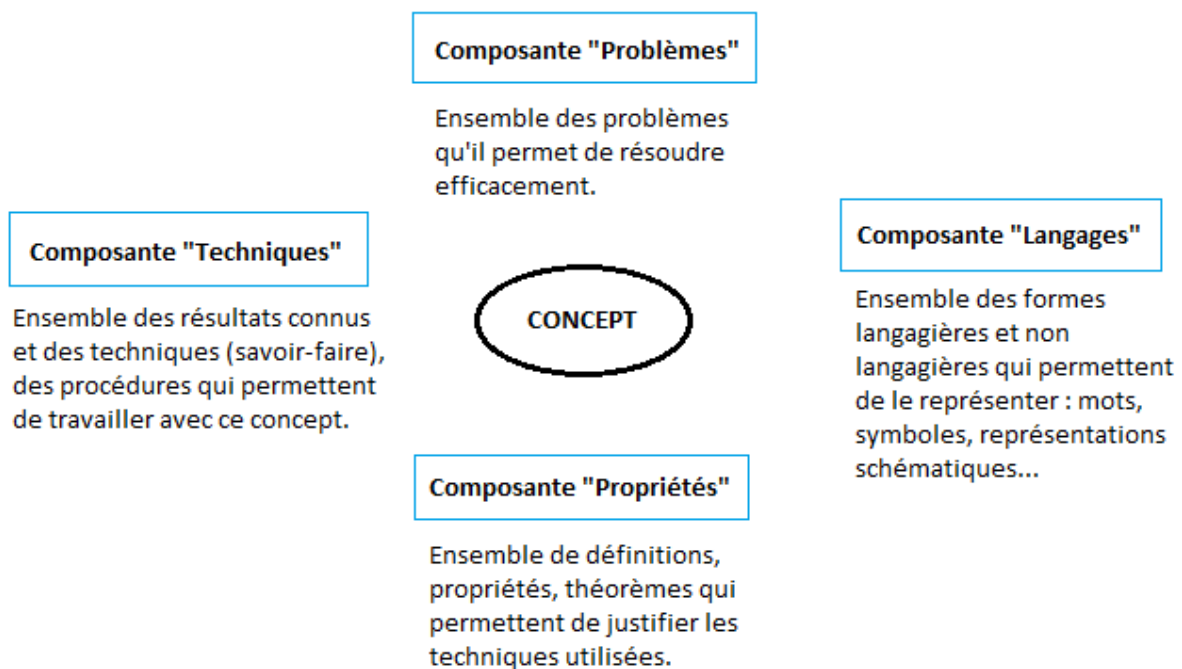 Composante "Problèmes"
Ensemble des problèmes
qu'il permet de résoudre
efficacement.
Composante "Techniques"
Ensemble des résultats connus
et des techniques (savoir-faire),
des procédures qui permettent
de travailler avec ce concept.
CONCEPT
Composante "Langages"
Ensemble des formes
langagières et non
langagières qui permettent
de le représenter : mots,
symboles, représentations
schématiques...
Composante "Propriétés"
Ensemble de définitions,
propriétés, théorèmes qui
permettent de justifier les
techniques utilisées.